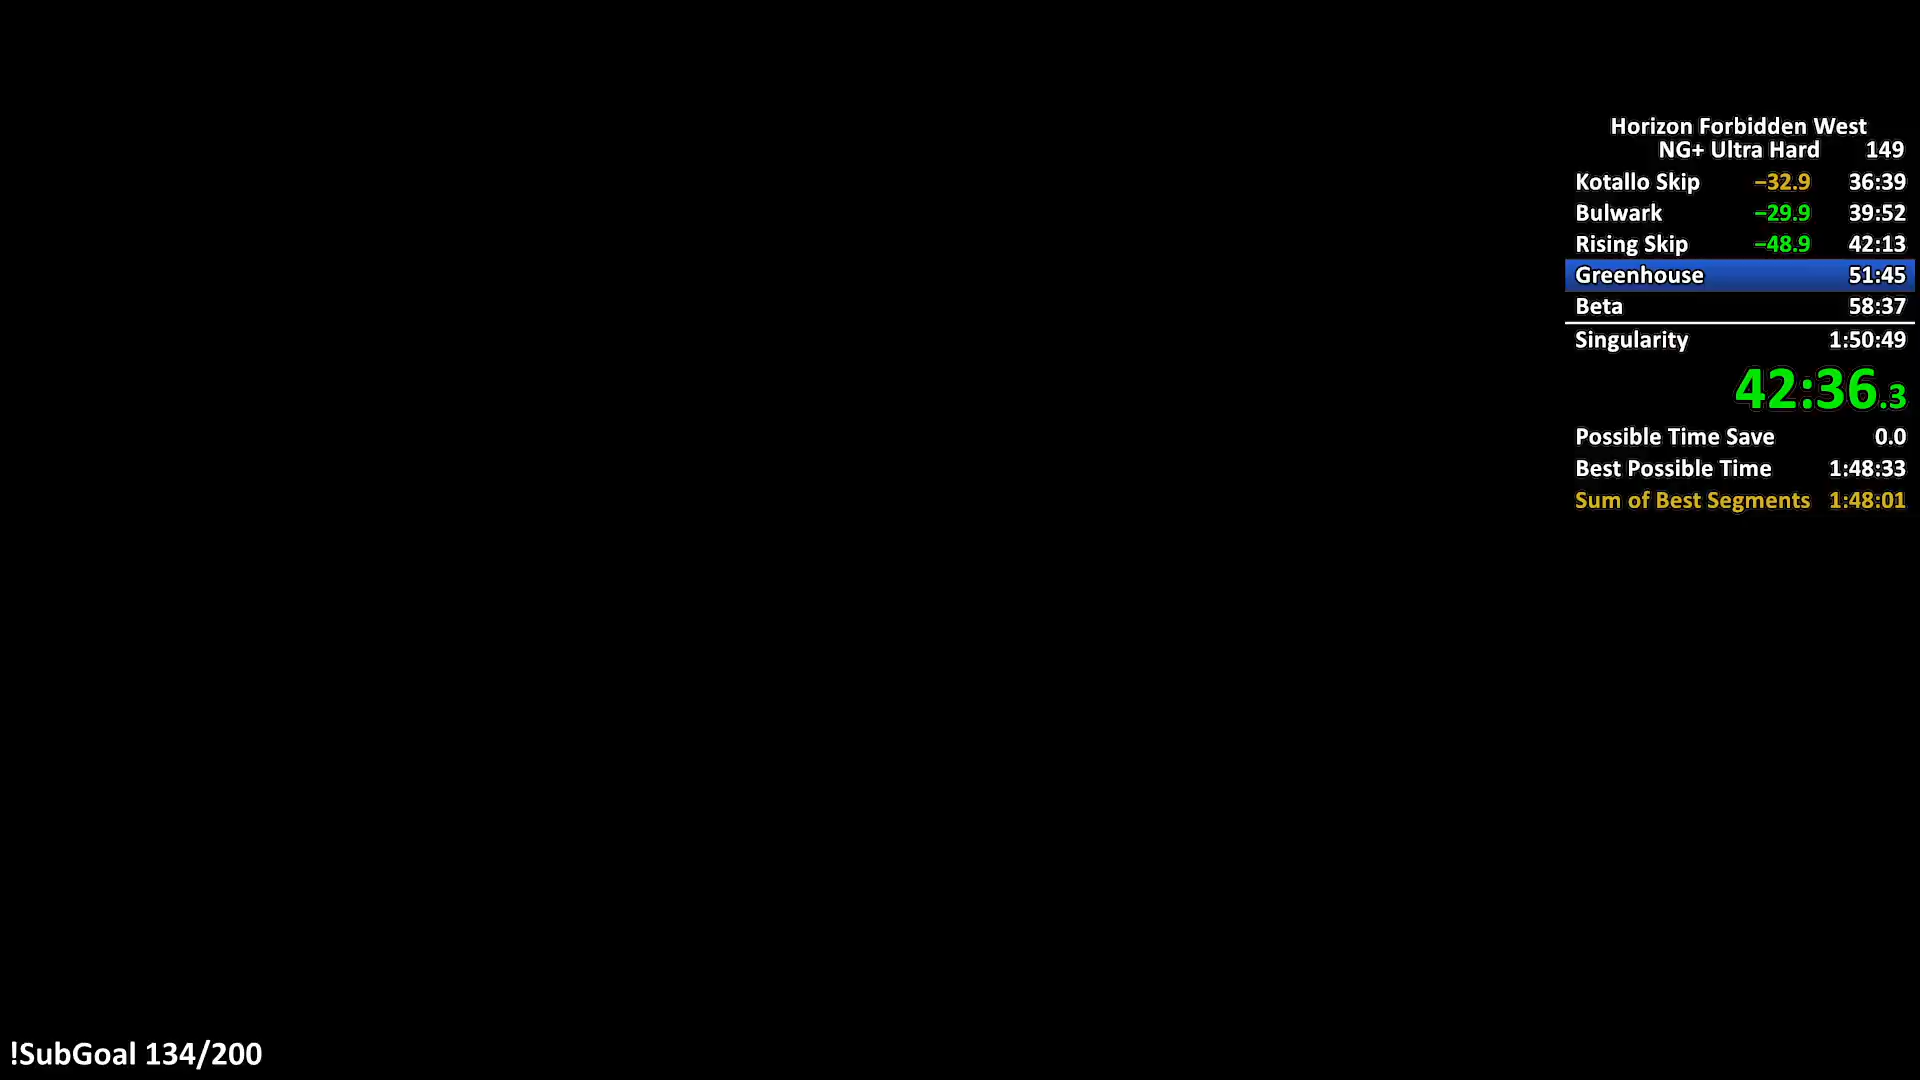 Horizon Forbidden West
NG+ Ultra Hard 149
Kotallo Skip −32.9 36:39
Bulwark −29.9 39:52
Rising Skip −48.9 42:13
Greenhouse 51:45
Beta 58:37
Singularity 1:50:49
42:36.3
Possible Time Save 0.0
Best Possible Time 1:48:33
Sum of Best Segments 1:48:01
!SubGoal 134/200